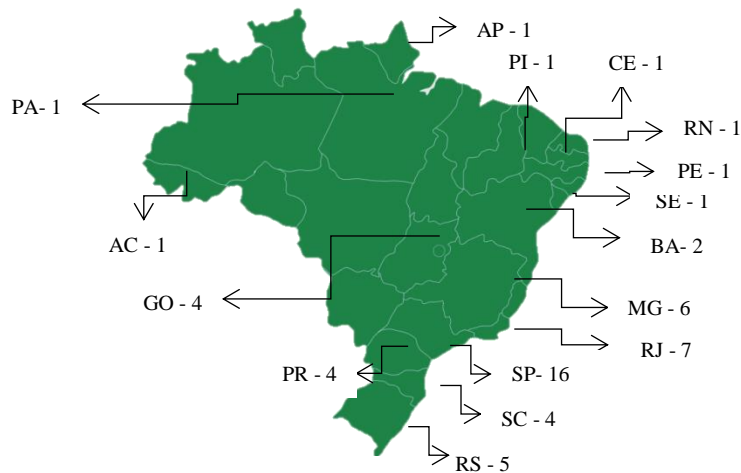 AP - 1
PI - 1
CE - 1
PA- 1
RN - 1
PE - 1
SE - 1
AC - 1
BA- 2
GO - 4
MG - 6
RJ - 7
PR - 4
SP- 16
SC - 4
RS - 5